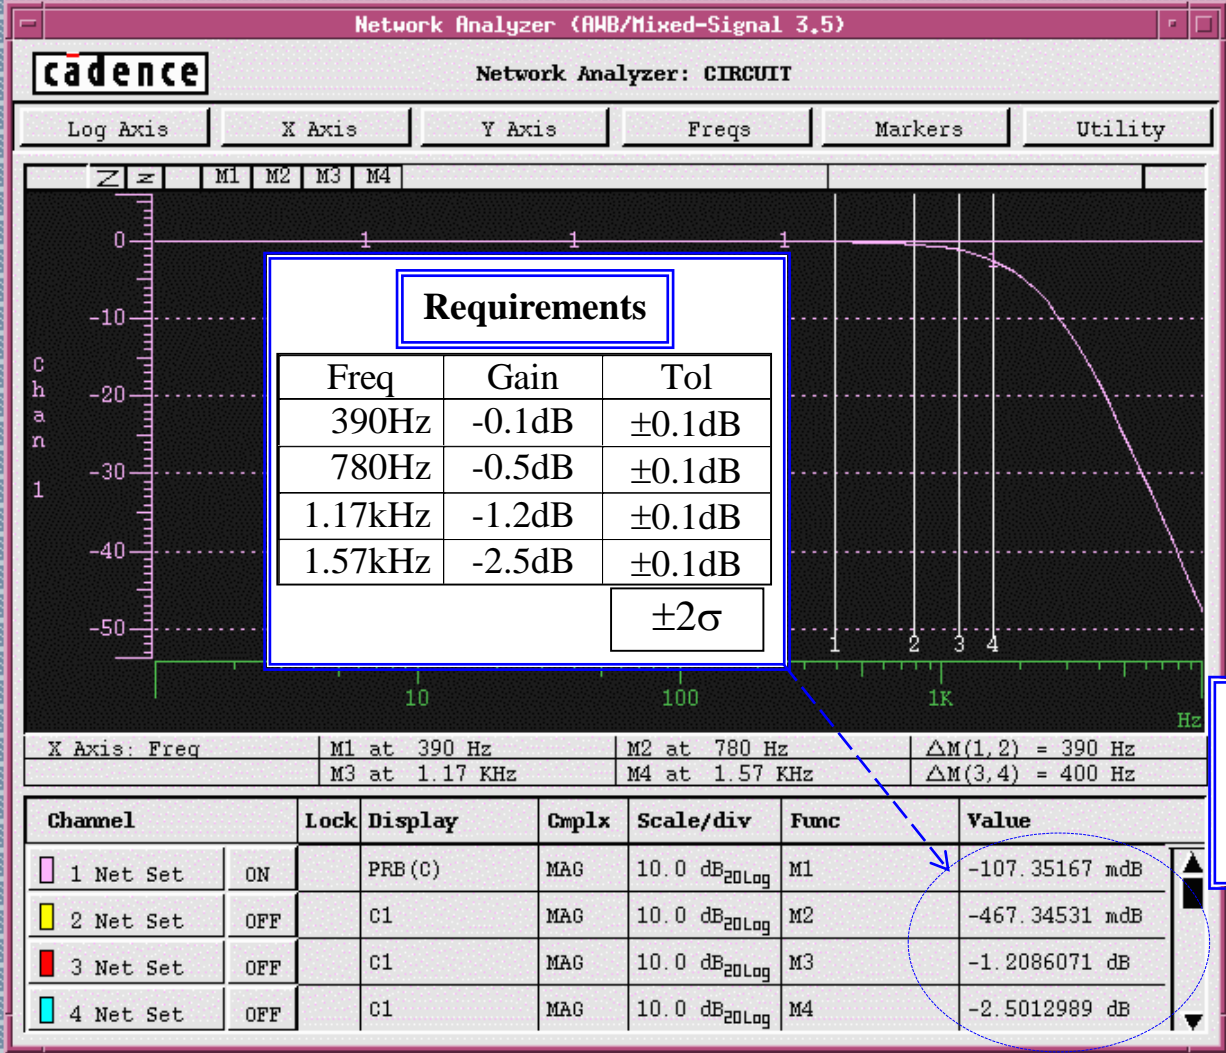 Network Analyzer (AWB/Mixed-Signal 3.5)
cadence
Network Analyzer: CIRCUIT
Log Axis X Axis Y Axis Freqs Markers Utility
Z z M1 M2 M3 M4
0
-10
-20
-30
-40
-50
Chan 1
1 1 1
Requirements
Freq Gain Tol
390Hz -0.1dB ±0.1dB
780Hz -0.5dB ±0.1dB
1.17kHz -1.2dB ±0.1dB
1.57kHz -2.5dB ±0.1dB
±2σ
1 2 3 4
10 100 1K
Hz
X Axis: Freq M1 at 390 Hz M2 at 780 Hz △M(1,2) = 390 Hz
M3 at 1.17 KHz M4 at 1.57 KHz △M(3,4) = 400 Hz
Channel Lock Display Cmplx Scale/div Func Value
1 Net Set ON PRB(C) MAG 10.0 dB20Log M1 -107.35167 mdB
2 Net Set OFF C1 MAG 10.0 dB20Log M2 -467.34531 mdB
3 Net Set OFF C1 MAG 10.0 dB20Log M3 -1.2086071 dB
4 Net Set OFF C1 MAG 10.0 dB20Log M4 -2.5012989 dB